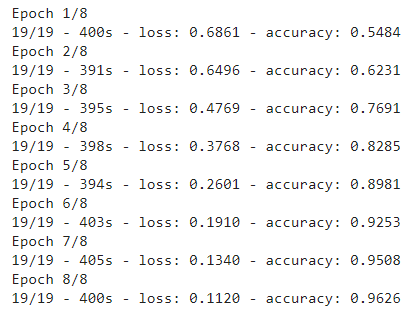 Epoch 1/8
19/19 - 400s - loss: 0.6861 - accuracy: 0.5484
Epoch 2/8
19/19 - 391s - loss: 0.6496 - accuracy: 0.6231
Epoch 3/8
19/19 - 395s - loss: 0.4769 - accuracy: 0.7691
Epoch 4/8
19/19 - 398s - loss: 0.3768 - accuracy: 0.8285
Epoch 5/8
19/19 - 394s - loss: 0.2601 - accuracy: 0.8981
Epoch 6/8
19/19 - 403s - loss: 0.1910 - accuracy: 0.9253
Epoch 7/8
19/19 - 405s - loss: 0.1340 - accuracy: 0.9508
Epoch 8/8
19/19 - 400s - loss: 0.1120 - accuracy: 0.9626